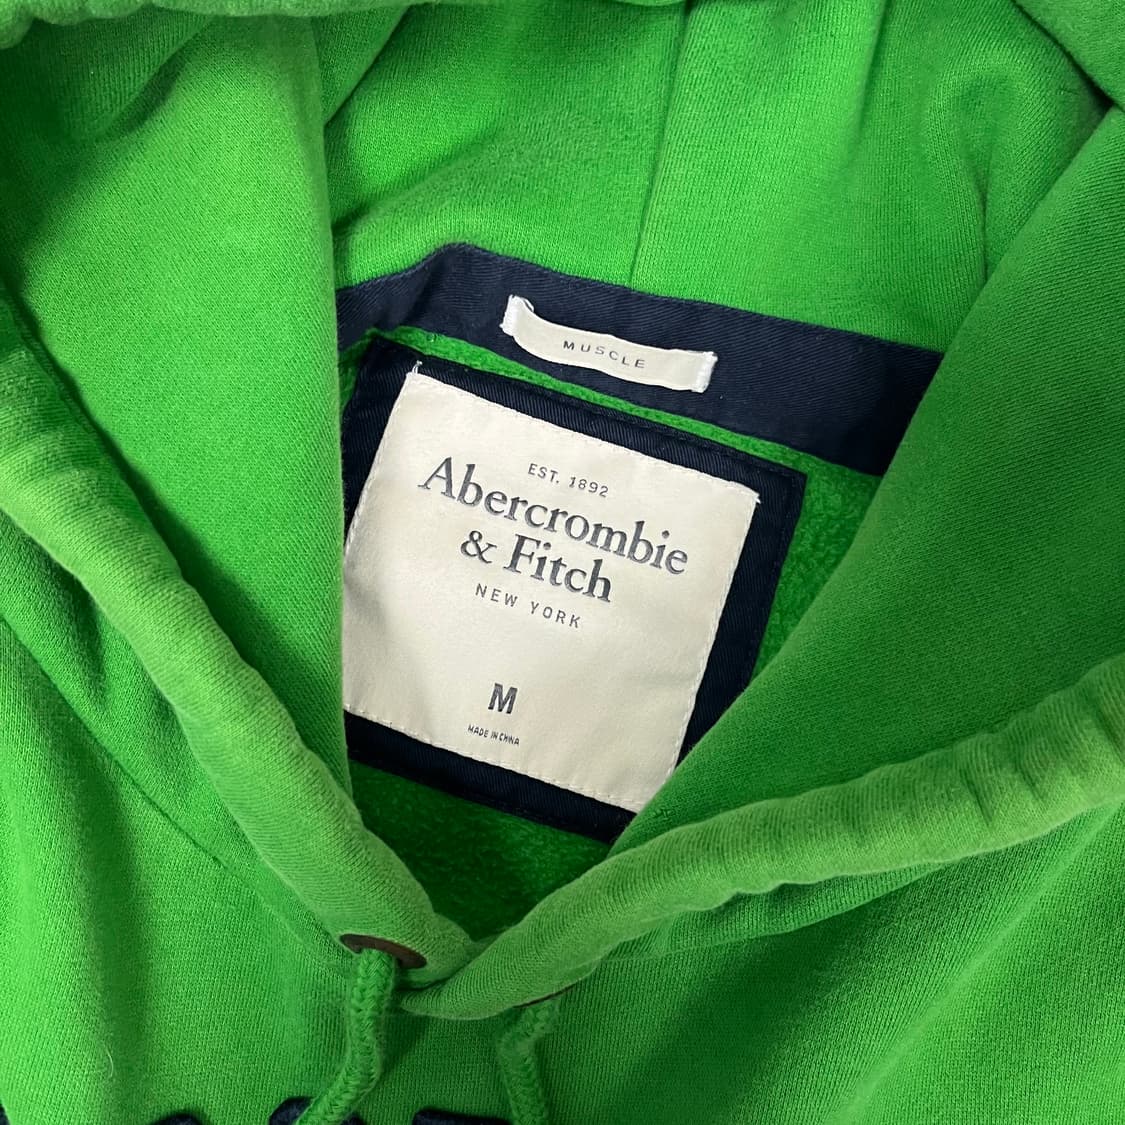 MUSCLE
EST. 1892
Abercrombie
& Fitch
NEW YORK
M
MADE IN CHINA